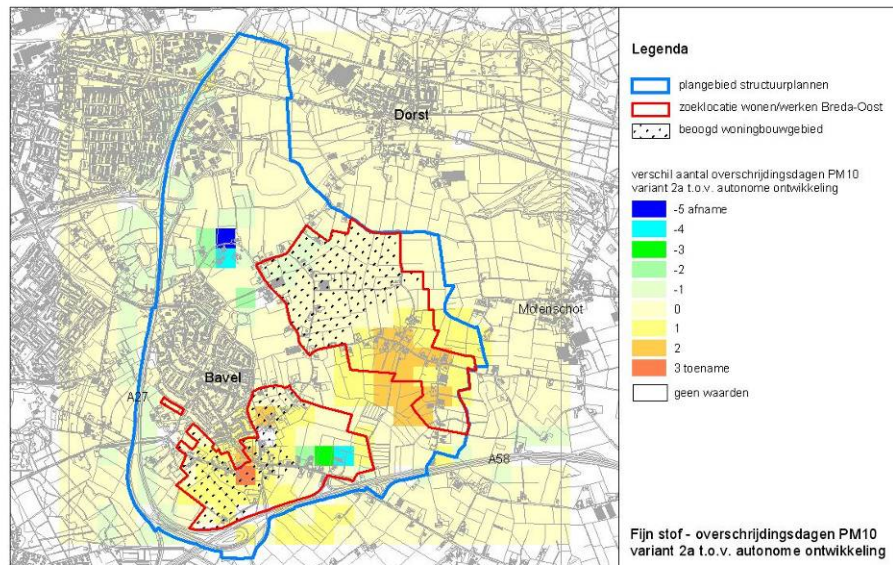 Legenda
plangebied structuurplannen
zoeklocatie wonen/werken Breda-Oost
beoogd woningbouwgebied
verschil aantal overschrijdingsdagen PM10
variant 2a t.o.v. autonome ontwikkeling
-5 afname
-4
-3
-2
-1
0
1
2
3 toename
geen waarden
Dorst
Molenschot
Bavel
A27
A58
Fijn stof - overschrijdingsdagen PM10
variant 2a t.o.v. autonome ontwikkeling